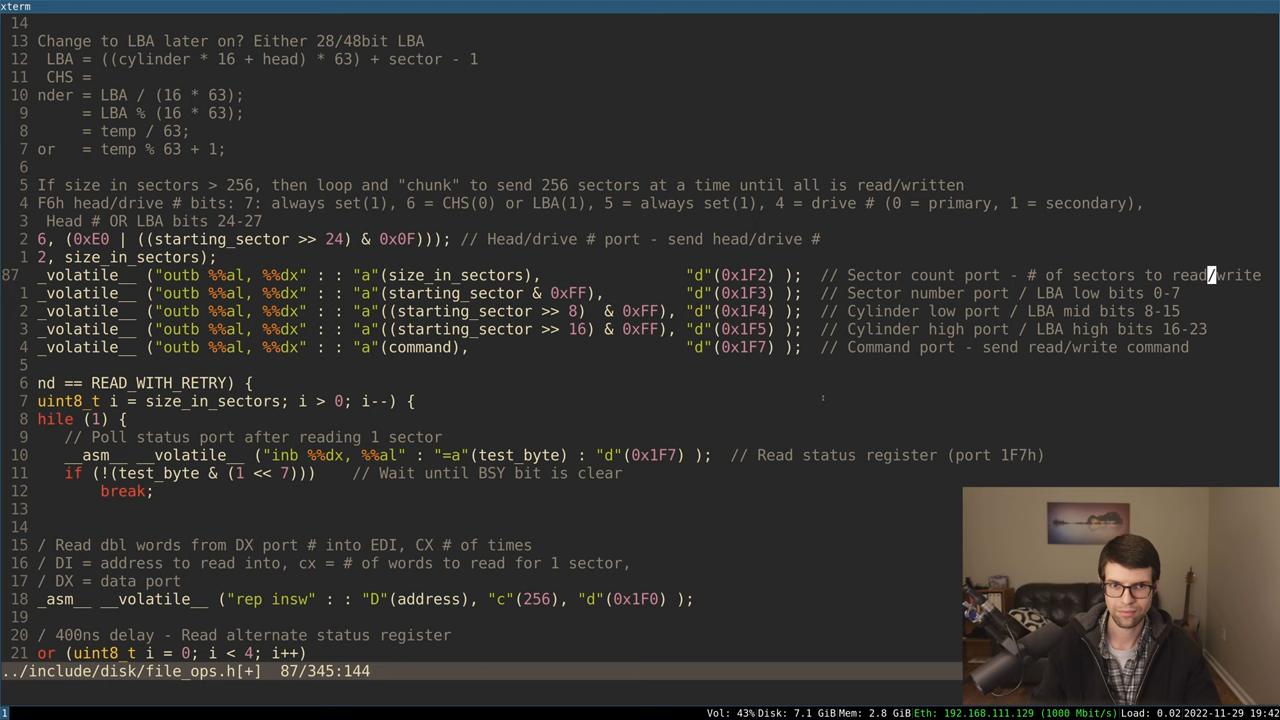 xterm
14
13 Change to LBA later on? Either 28/48bit LBA
12  LBA = ((cylinder * 16 + head) * 63) + sector - 1
11  CHS =
10 nder = LBA / (16 * 63);
9      = LBA % (16 * 63);
8      = temp / 63;
7 or   = temp % 63 + 1;
6
5 If size in sectors > 256, then loop and "chunk" to send 256 sectors at a time until all is read/written
4 F6h head/drive # bits: 7: always set(1), 6 = CHS(0) or LBA(1), 5 = always set(1), 4 = drive # (0 = primary, 1 = secondary),
3  Head # OR LBA bits 24-27
2 6, (0xE0 | ((starting_sector >> 24) & 0x0F))); // Head/drive # port - send head/drive #
1 2, size_in_sectors);
87 _volatile__ ("outb %%al, %%dx" : : "a"(size_in_sectors),                "d"(0x1F2) );  // Sector count port - # of sectors to read/write
1 _volatile__ ("outb %%al, %%dx" : : "a"(starting_sector & 0xFF),         "d"(0x1F3) );  // Sector number port / LBA low bits 0-7
2 _volatile__ ("outb %%al, %%dx" : : "a"((starting_sector >> 8)  & 0xFF), "d"(0x1F4) );  // Cylinder low port / LBA mid bits 8-15
3 _volatile__ ("outb %%al, %%dx" : : "a"((starting_sector >> 16) & 0xFF), "d"(0x1F5) );  // Cylinder high port / LBA high bits 16-23
4 _volatile__ ("outb %%al, %%dx" : : "a"(command),                        "d"(0x1F7) );  // Command port - send read/write command
5
6 nd == READ_WITH_RETRY) {
7 uint8_t i = size_in_sectors; i > 0; i--) {
8 hile (1) {
9    // Poll status port after reading 1 sector
10    __asm__ __volatile__ ("inb %%dx, %%al" : "=a"(test_byte) : "d"(0x1F7) );  // Read status register (port 1F7h)
11    if (!(test_byte & (1 << 7)))    // Wait until BSY bit is clear
12        break;
13
14
15 / Read dbl words from DX port # into EDI, CX # of times
16 / DI = address to read into, cx = # of words to read for 1 sector,
17 / DX = data port
18 _asm__ __volatile__ ("rep insw" : : "D"(address), "c"(256), "d"(0x1F0) );
19
20 / 400ns delay - Read alternate status register
21 or (uint8_t i = 0; i < 4; i++)
../include/disk/file_ops.h[+]  87/345:144
1 Vol: 43% Disk: 7.1 GiB Mem: 2.8 GiB Eth: 192.168.111.129 (1000 Mbit/s) Load: 0.02 2022-11-29 19:42